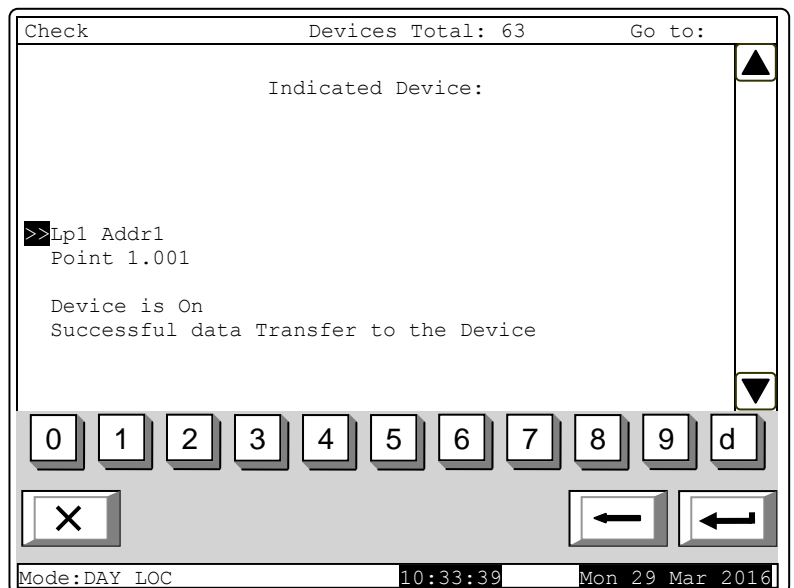 Check Devices Total: 63 Go to:
Indicated Device:
>>Lp1 Addr1
Point 1.001
Device is On
Successful data Transfer to the Device
0 1 2 3 4 5 6 7 8 9 d
Mode:DAY LOC 10:33:39 Mon 29 Mar 2016